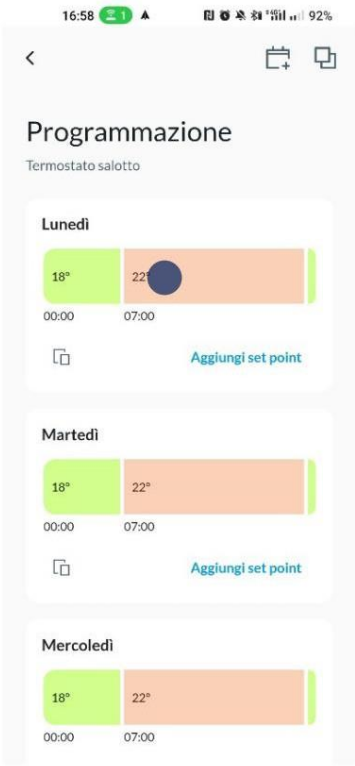 16:58 1 92%
Programmazione
Termostato salotto
Lunedì
18° 22°
00:00 07:00
Aggiungi set point
Martedì
18° 22°
00:00 07:00
Aggiungi set point
Mercoledì
18° 22°
00:00 07:00